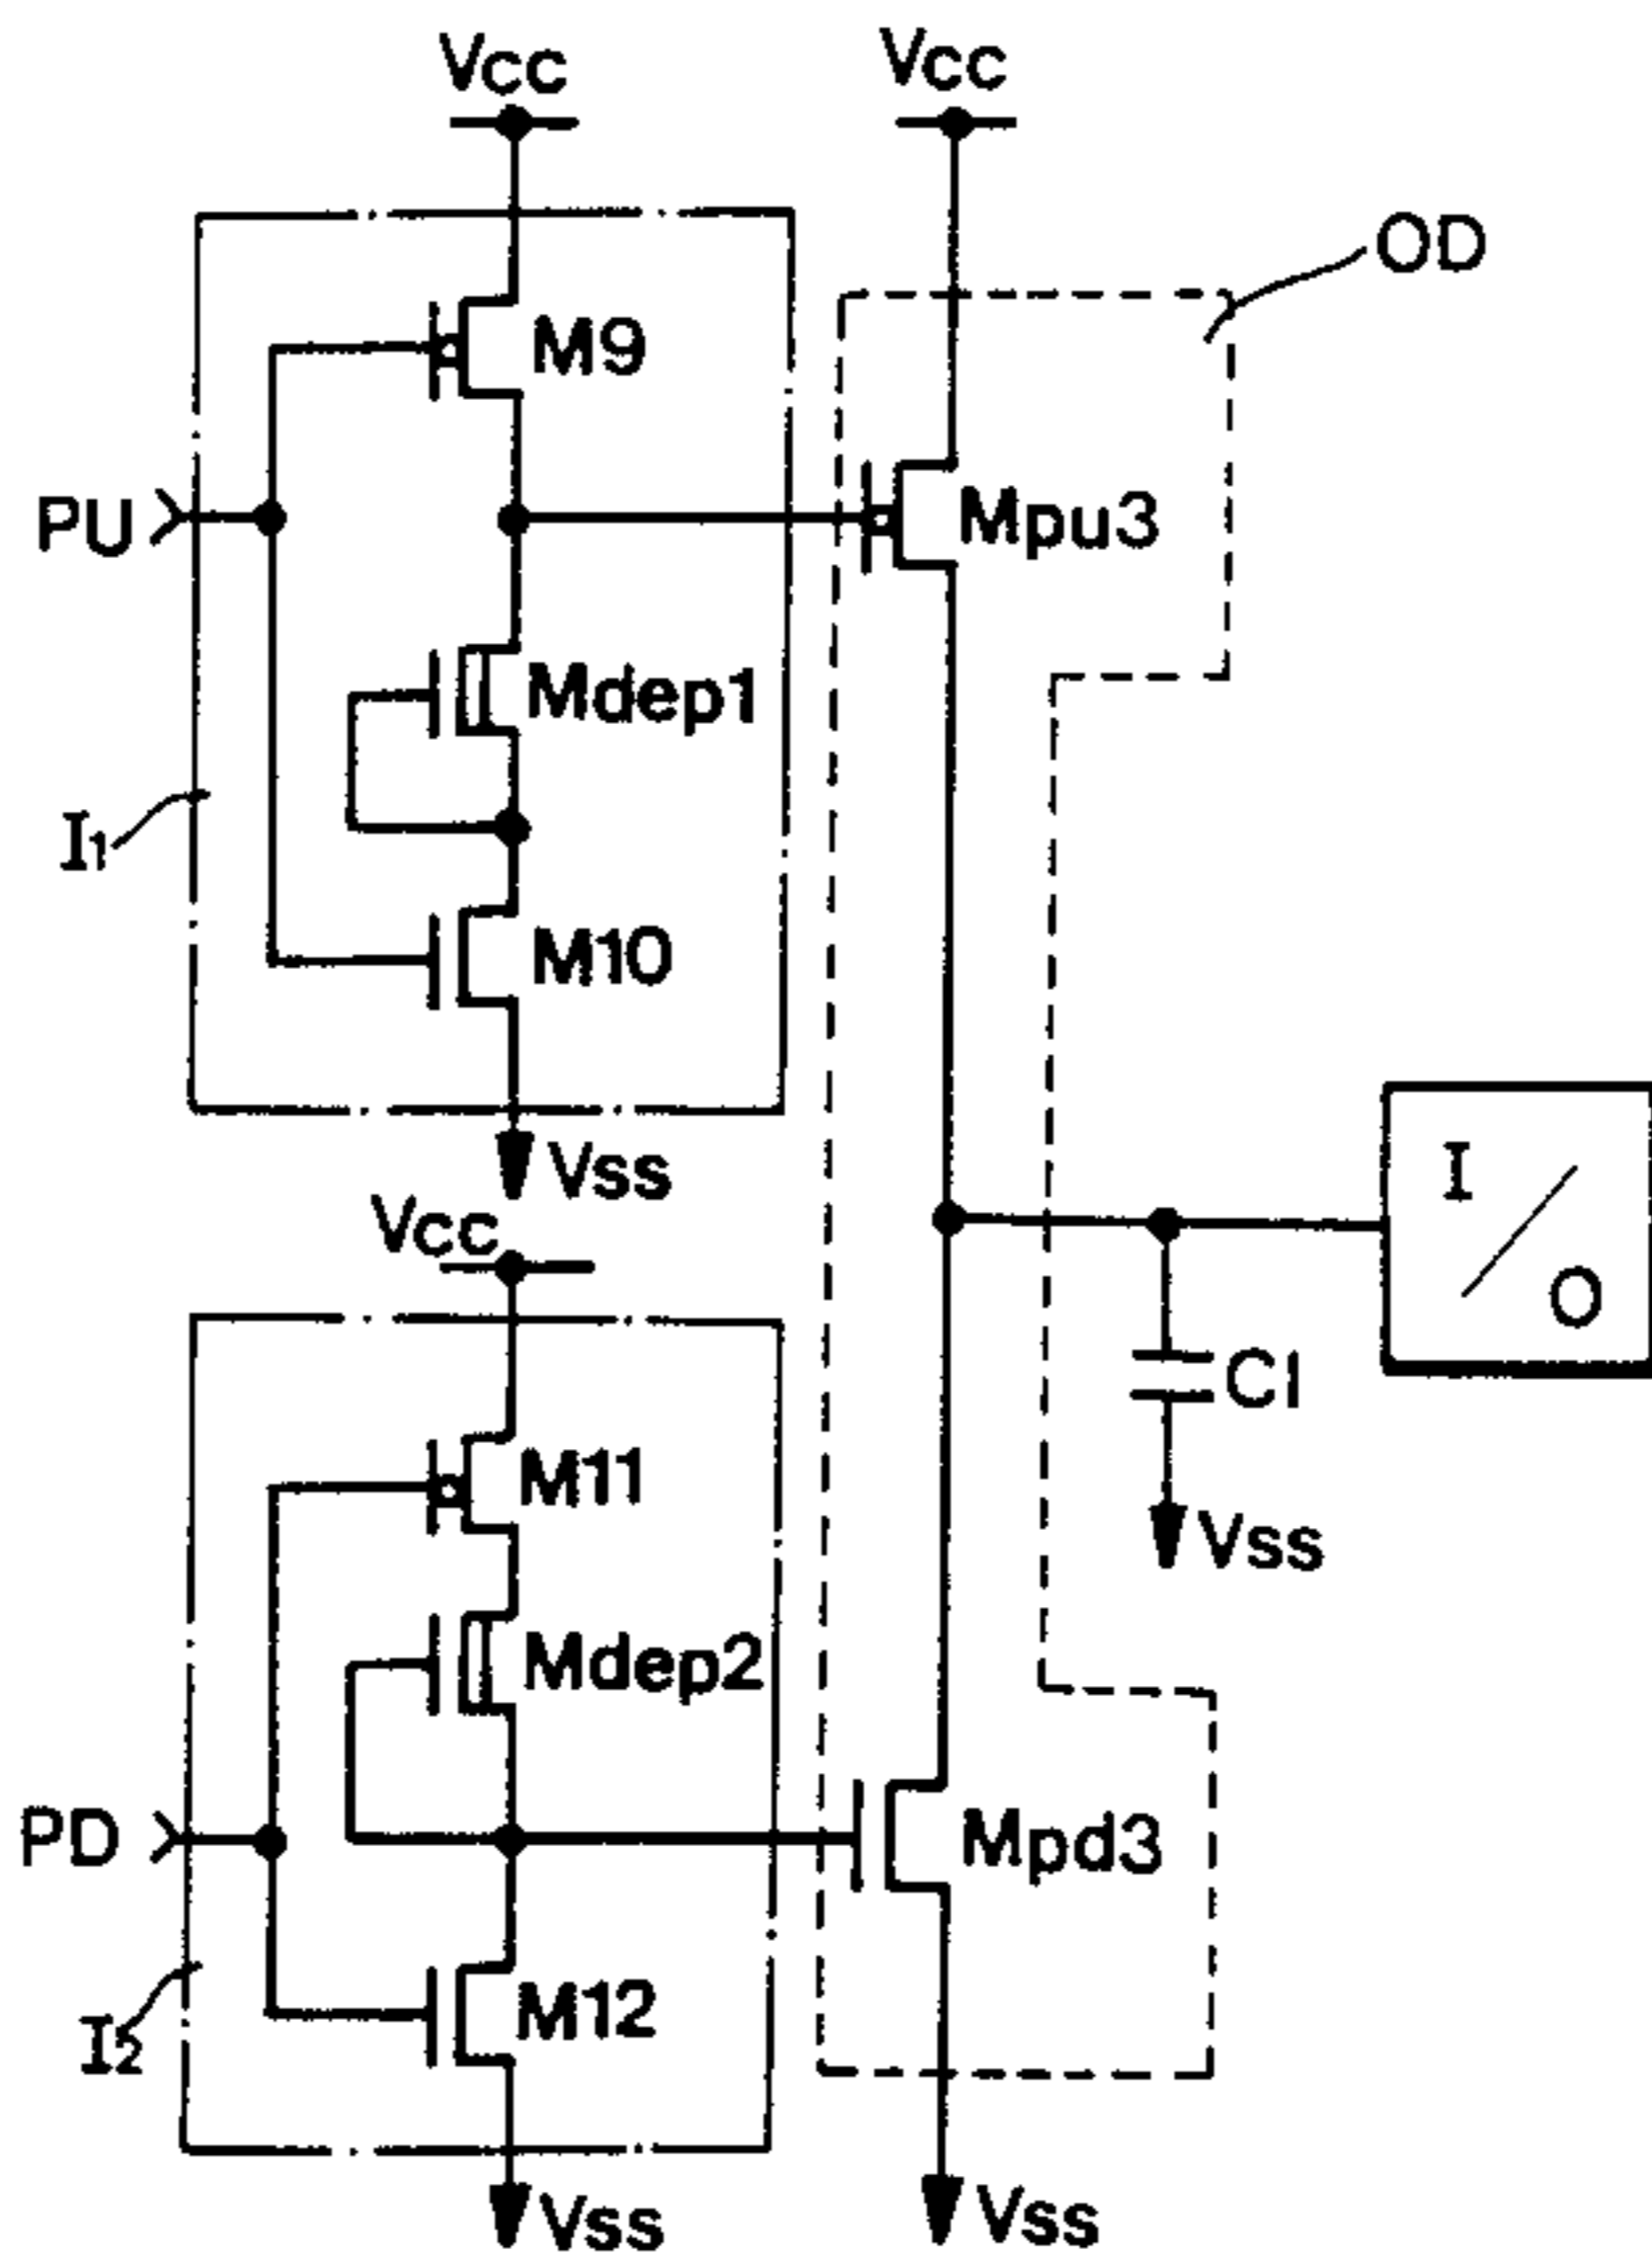 Vcc
Vcc
OD
M9
PU
Mpu3
Mdep1
I1
M10
Vss
Vcc
I/O
C1
M11
Vss
Mdep2
PD
Mpd3
M12
I2
Vss
Vss